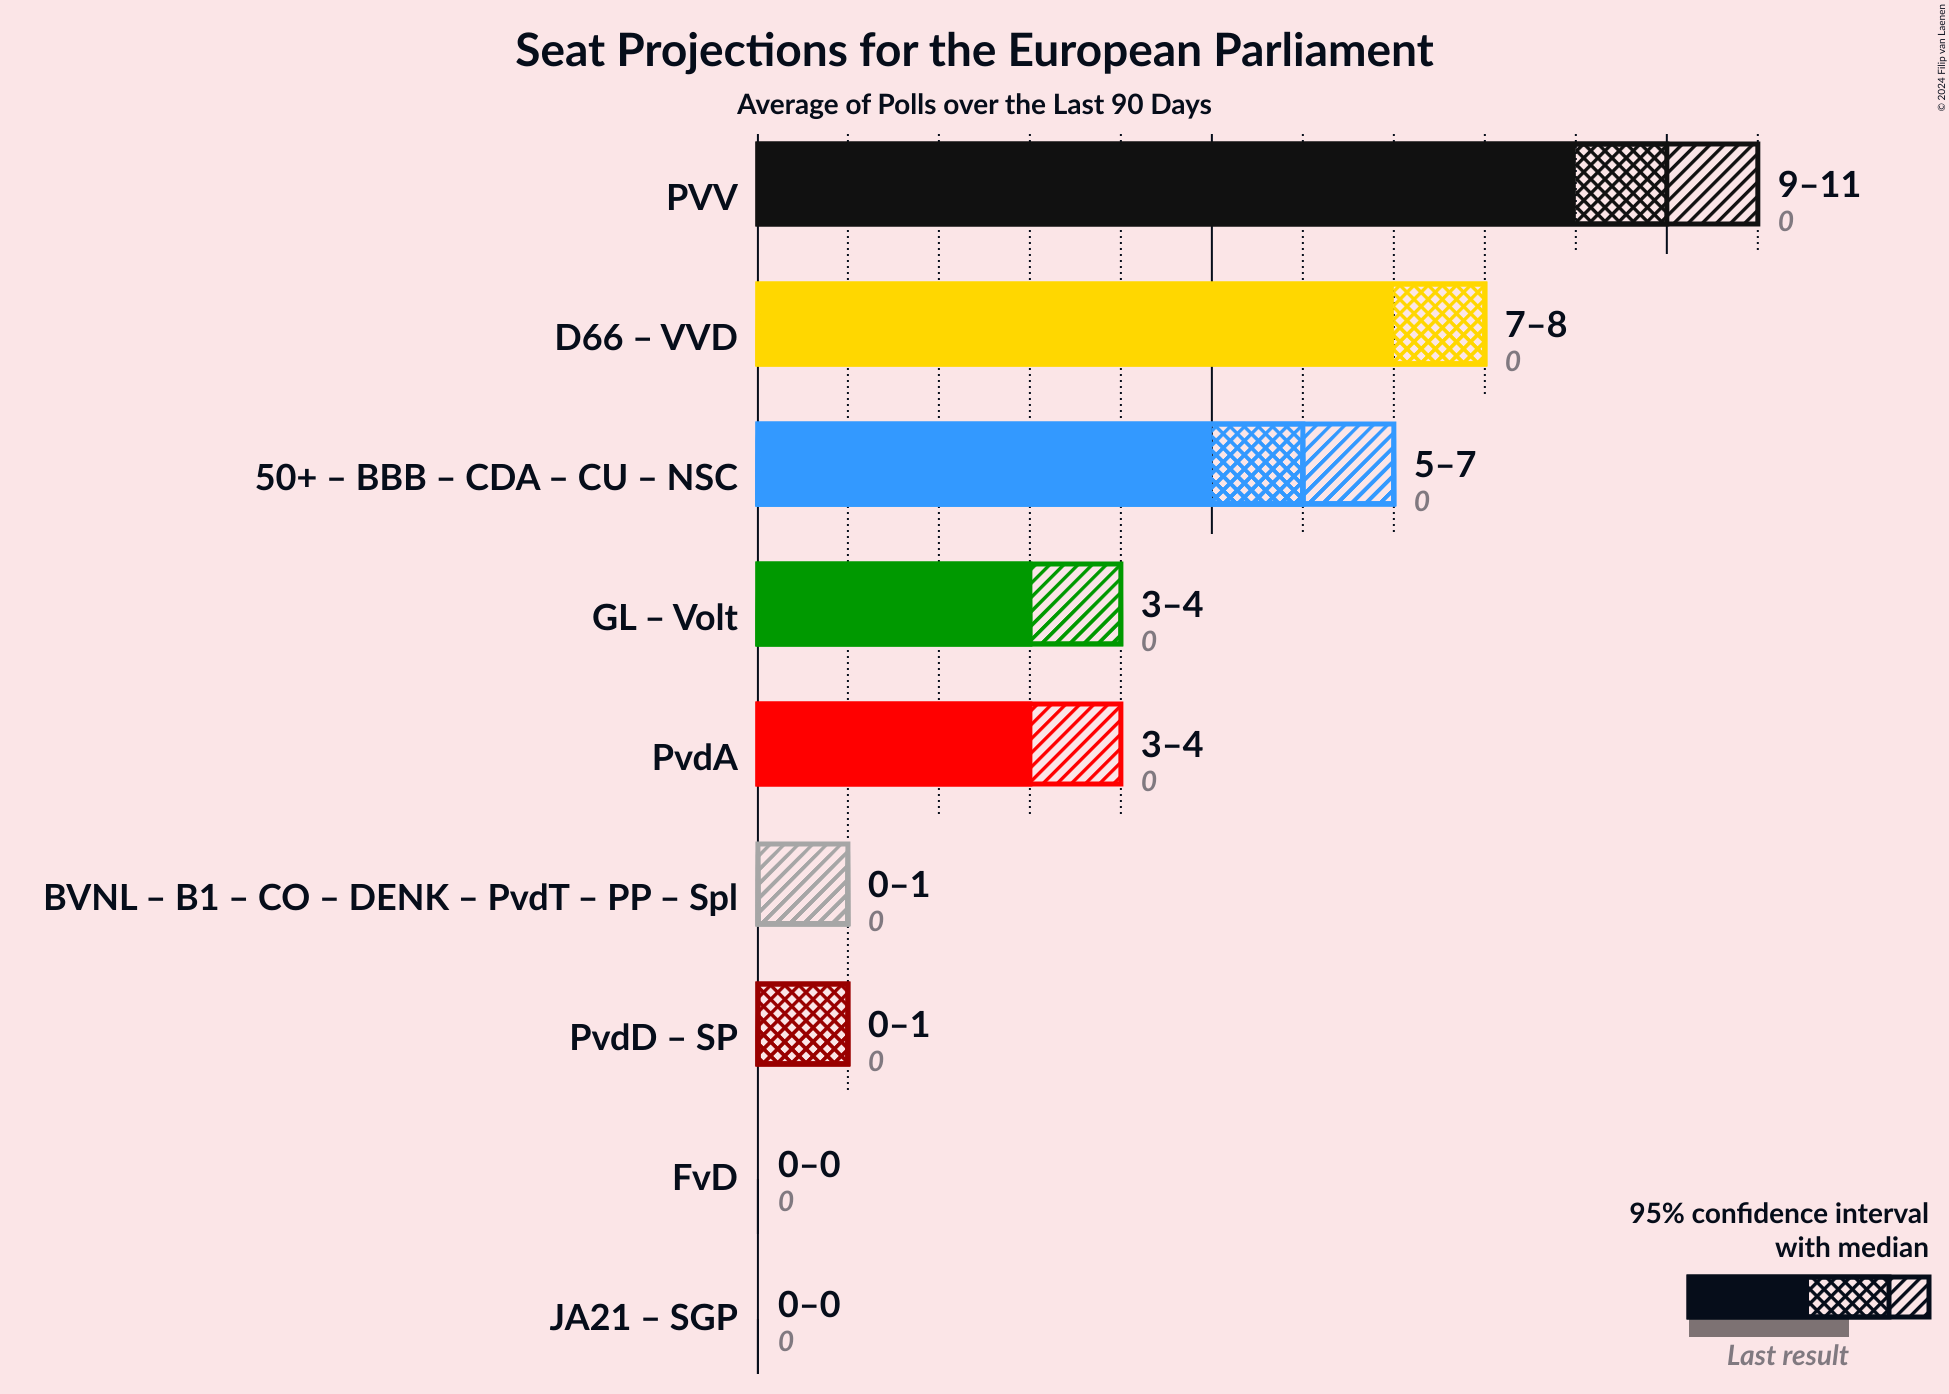 Seat Projections for the European Parliament
Average of Polls over the Last 90 Days
© 2024 Filip van Laenen
PVV
9–11
0
D66 – VVD
7–8
0
50+ – BBB – CDA – CU – NSC
5–7
0
GL – Volt
3–4
0
PvdA
3–4
0
BVNL – B1 – CO – DENK – PvdT – PP – Spl
0–1
0
PvdD – SP
0–1
0
FvD
0–0
0
JA21 – SGP
0–0
0
95% confidence interval
with median
Last result